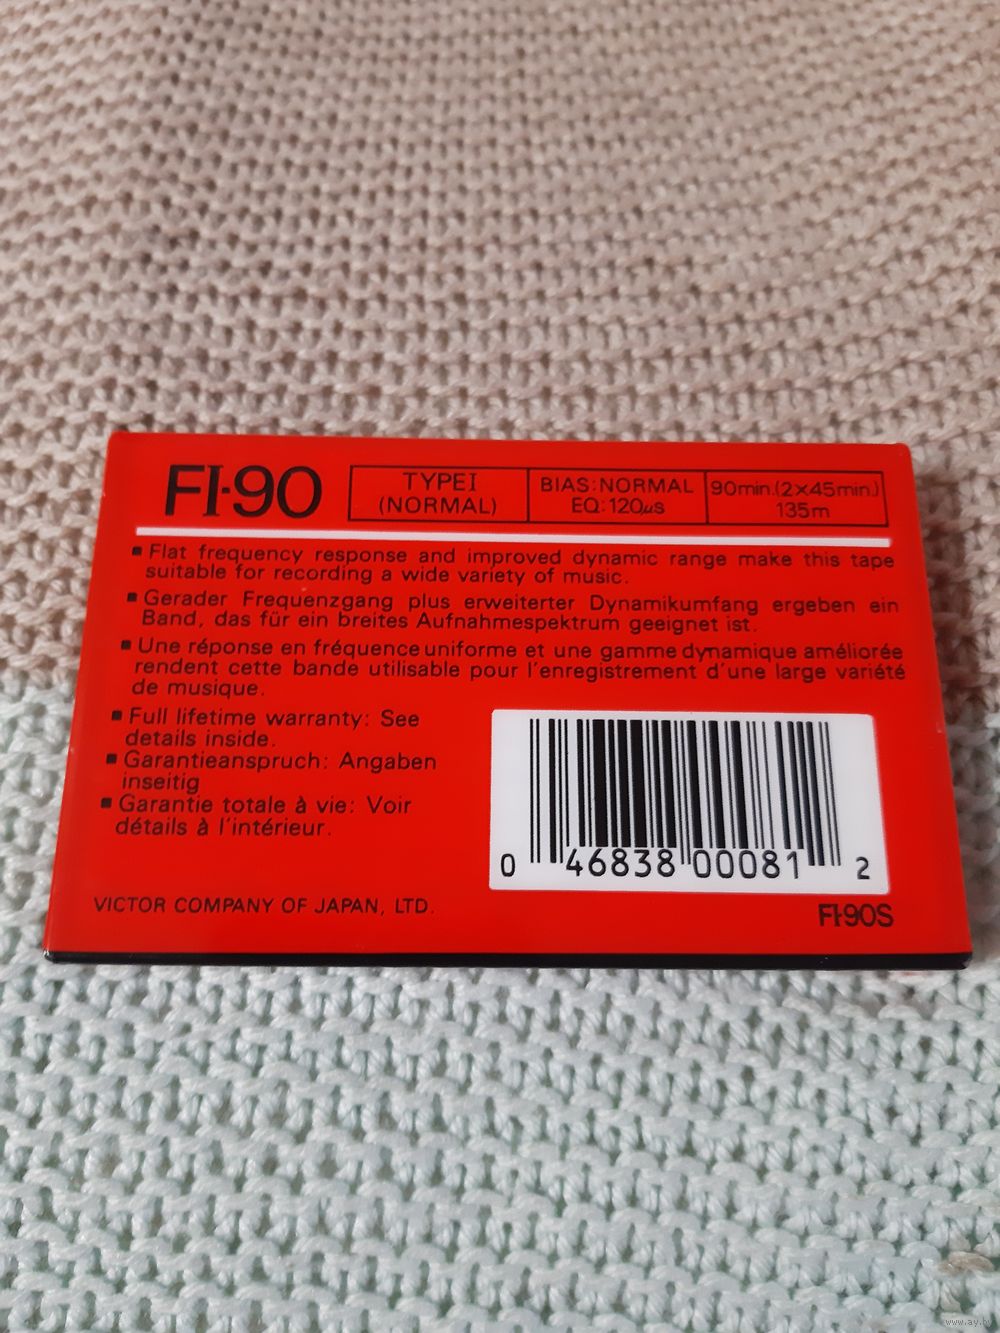 FI-90
TYPEI
(NORMAL)
BIAS:NORMAL
EQ:120µs
90min.(2×45min.)
135m
▪ Flat frequency response and improved dynamic range make this tape
suitable for recording a wide variety of music.
▪ Gerader Frequenzgang plus erweiterter Dynamikumfang ergeben ein
Band, das für ein breites Aufnahmespektrum geeignet ist.
▪ Une réponse en fréquence uniforme et une gamme dynamique améliorée
rendent cette bande utilisable pour l'enregistrement d'une large variété
de musique.
▪ Full lifetime warranty: See
details inside.
▪ Garantieanspruch: Angaben
inseitig
▪ Garantie totale à vie: Voir
détails à l'intérieur.
0 46838 00081 2
VICTOR COMPANY OF JAPAN, LTD.
FI-90S